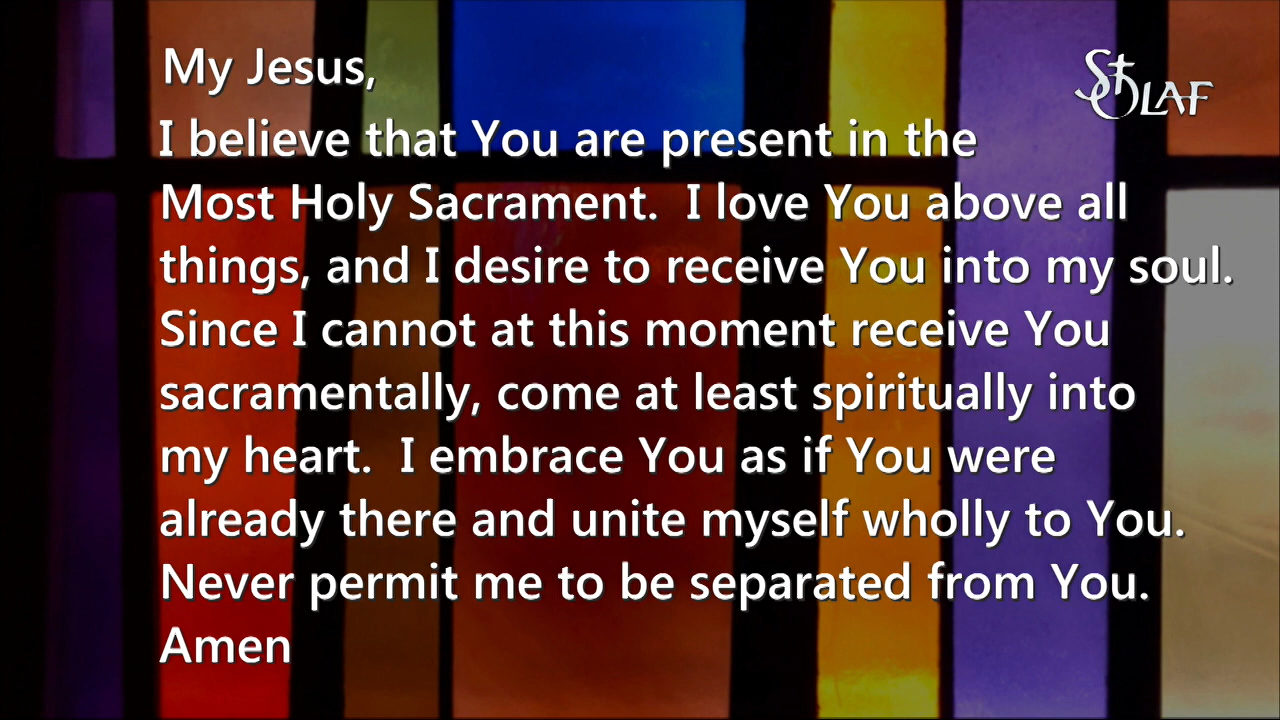 My Jesus,
ST OLAF
I believe that You are present in the
Most Holy Sacrament.  I love You above all
things, and I desire to receive You into my soul.
Since I cannot at this moment receive You
sacramentally, come at least spiritually into
my heart.  I embrace You as if You were
already there and unite myself wholly to You.
Never permit me to be separated from You.
Amen